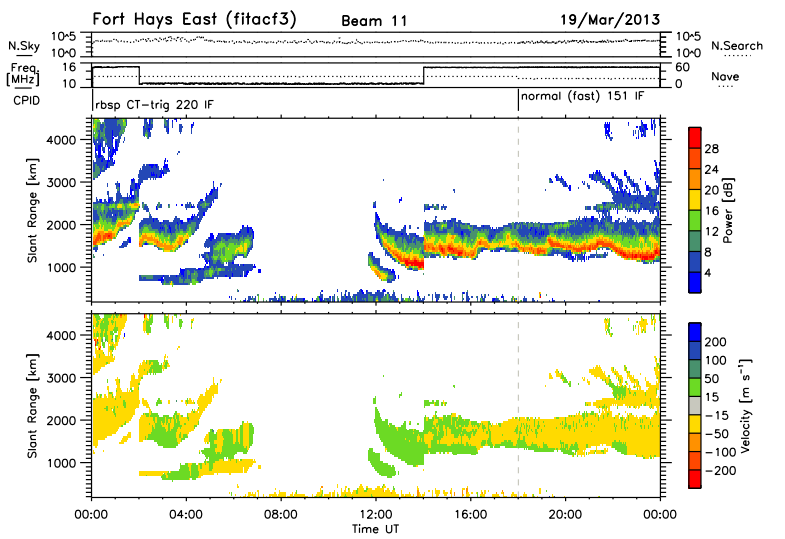 Fort Hays East (fitacf3) Beam 11 19/Mar/2013
N.Sky 10^5 10^0 10^5 10^0 N.Search
Freq. [MHz] 16 10 60 0 Nave
CPID rbsp CT-trig 220 IF normal (fast) 151 IF
Slant Range [km]
4000
3000
2000
1000
28
24
20
16
12
8
4
Power [dB]
Slant Range [km]
4000
3000
2000
1000
200
100
50
15
-15
-50
-100
-200
Velocity [m s⁻¹]
00:00 04:00 08:00 12:00 16:00 20:00 00:00
Time UT